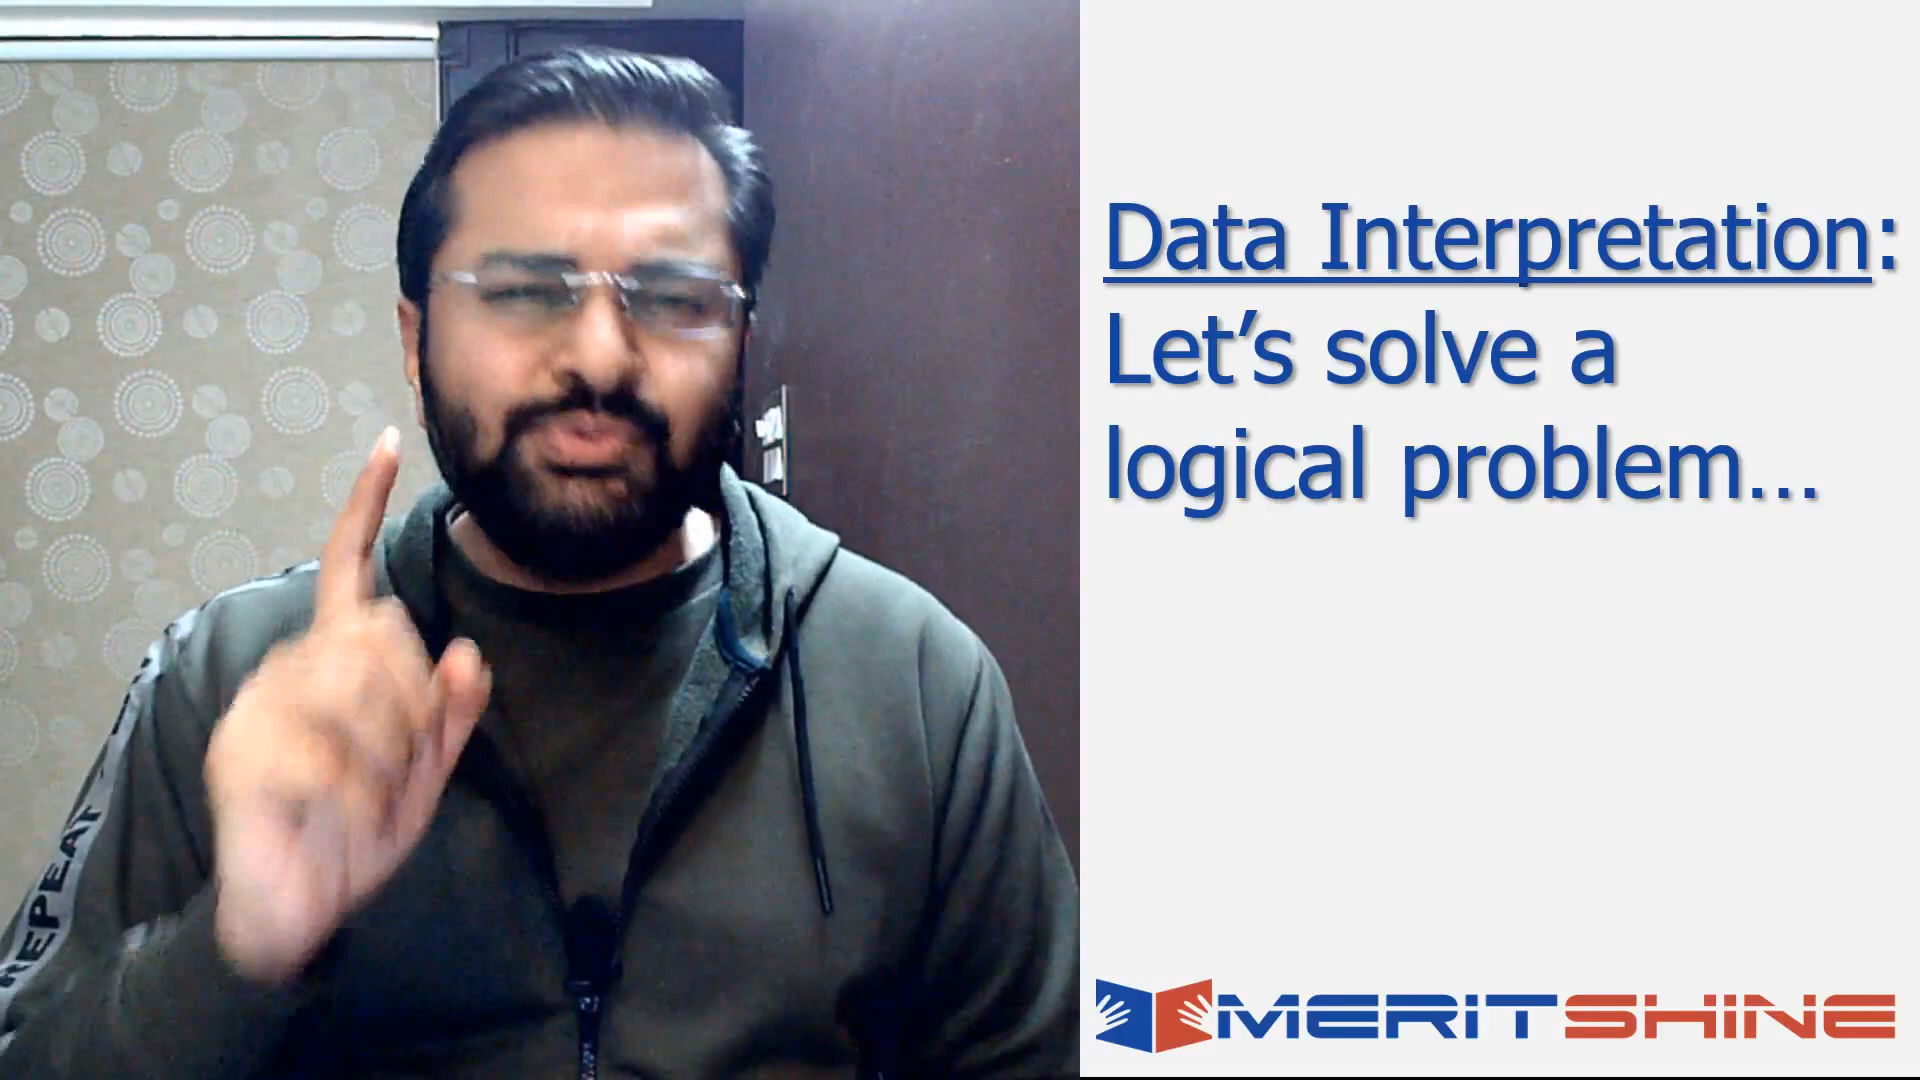 Data Interpretation:
Let's solve a
logical problem...
MERITSHINE
REPEAT